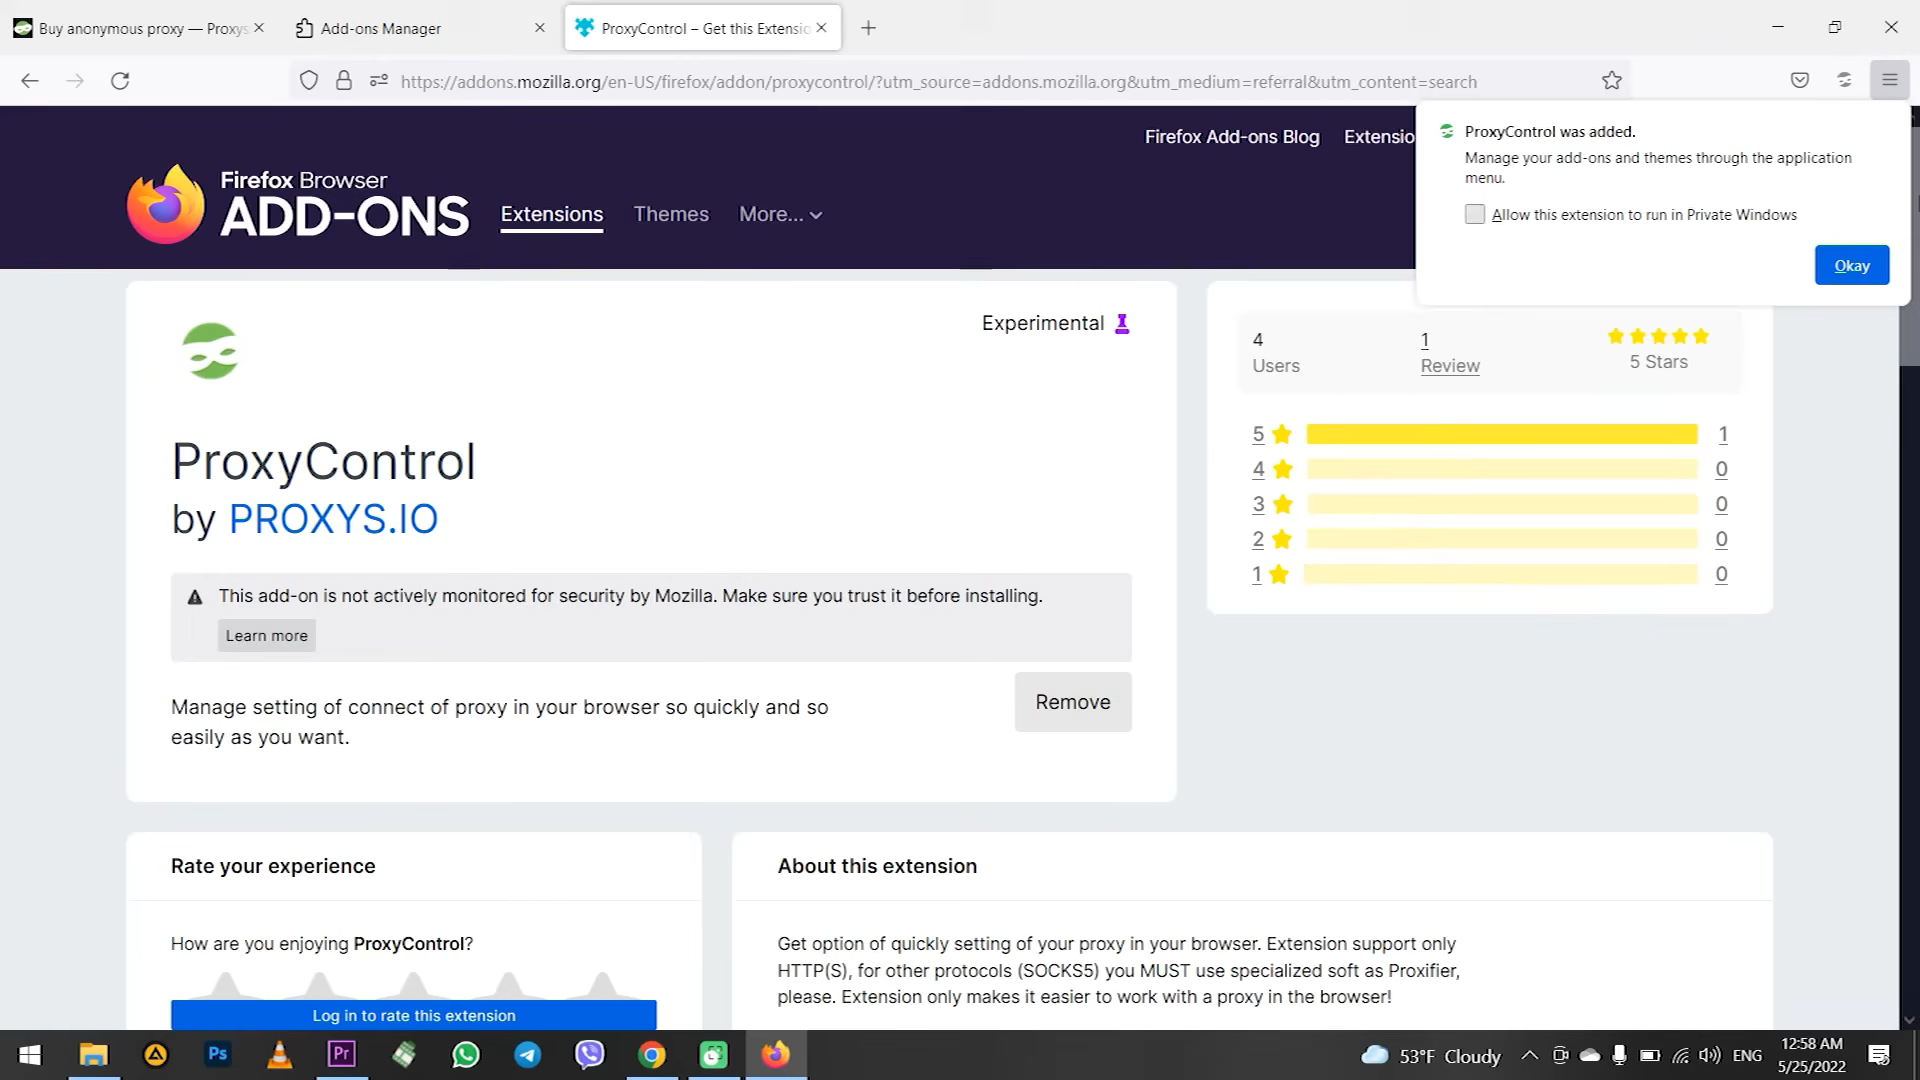 Buy anonymous proxy — Proxys
Add-ons Manager
ProxyControl – Get this Extensio
https://addons.mozilla.org/en-US/firefox/addon/proxycontrol/?utm_source=addons.mozilla.org&utm_medium=referral&utm_content=search
Firefox Add-ons Blog
Extensio
ProxyControl was added.
Manage your add-ons and themes through the application
menu.
Allow this extension to run in Private Windows
Okay
Firefox Browser
ADD-ONS
Extensions
Themes
More...
Experimental
ProxyControl
by PROXYS.IO
This add-on is not actively monitored for security by Mozilla. Make sure you trust it before installing.
Learn more
Manage setting of connect of proxy in your browser so quickly and so
easily as you want.
Remove
4
Users
1
Review
5 Stars
5 1
4 0
3 0
2 0
1 0
Rate your experience
How are you enjoying ProxyControl?
Log in to rate this extension
About this extension
Get option of quickly setting of your proxy in your browser. Extension support only
HTTP(S), for other protocols (SOCKS5) you MUST use specialized soft as Proxifier,
please. Extension only makes it easier to work with a proxy in the browser!
Ps
Pr
53°F Cloudy
ENG
12:58 AM
5/25/2022